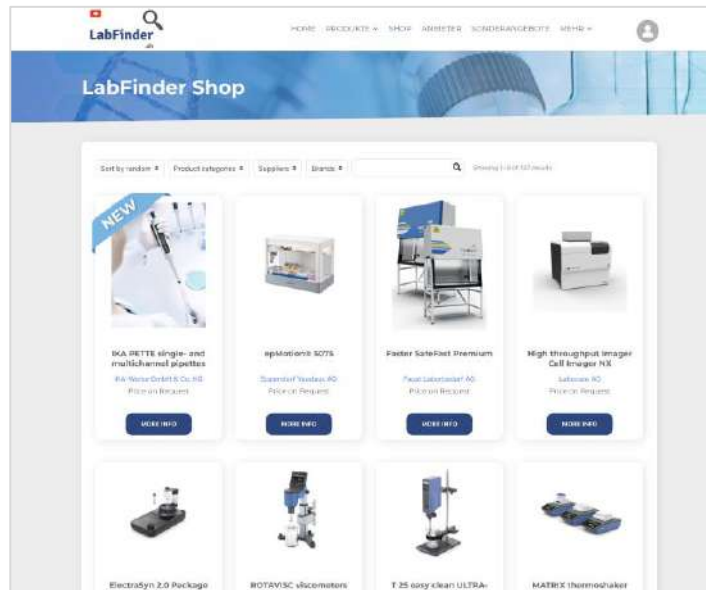 LabFinder
.ch
HOME PRODUKTE SHOP ANBIETER SONDERANGEBOTE MEHR
LabFinder Shop
Sort by random Product categories Suppliers Brands
NEW
IKA PETTE single- and
multichannel pipettes
Price on Request
MORE INFO
epMotion® 5075
Price on Request
MORE INFO
Faster SafeFast Premium
Price on Request
MORE INFO
High throughput Imager
Cell Imager NX
Price on Request
MORE INFO
ElectraSyn 2.0 Package
ROTAVISC viscometers
T 25 easy clean ULTRA-
MATRIX thermoshaker